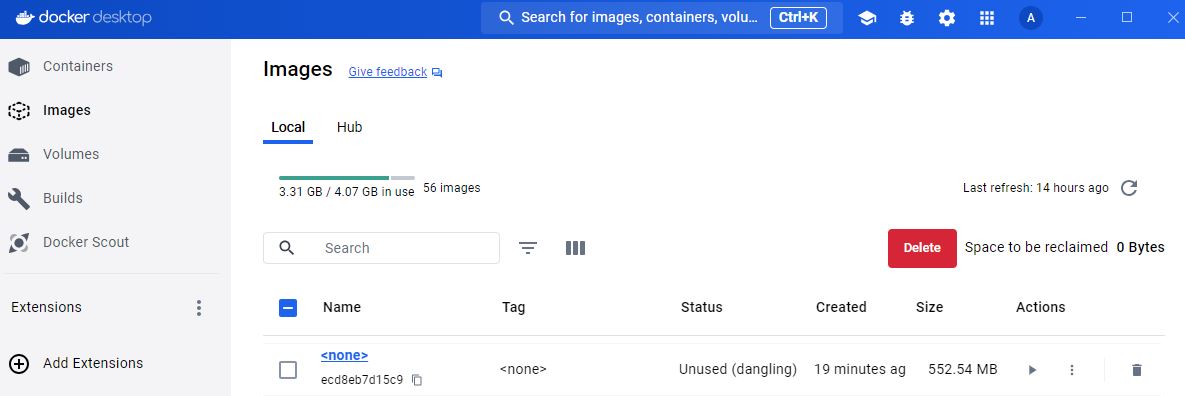 docker desktop
Search for images, containers, volu... Ctrl+K
A
Containers
Images
Volumes
Builds
Docker Scout
Extensions
Add Extensions
Images Give feedback
Local Hub
3.31 GB / 4.07 GB in use 56 images
Last refresh: 14 hours ago
Search
Delete Space to be reclaimed 0 Bytes
Name Tag Status Created Size Actions
<none>
ecd8eb7d15c9
<none> Unused (dangling) 19 minutes ag 552.54 MB